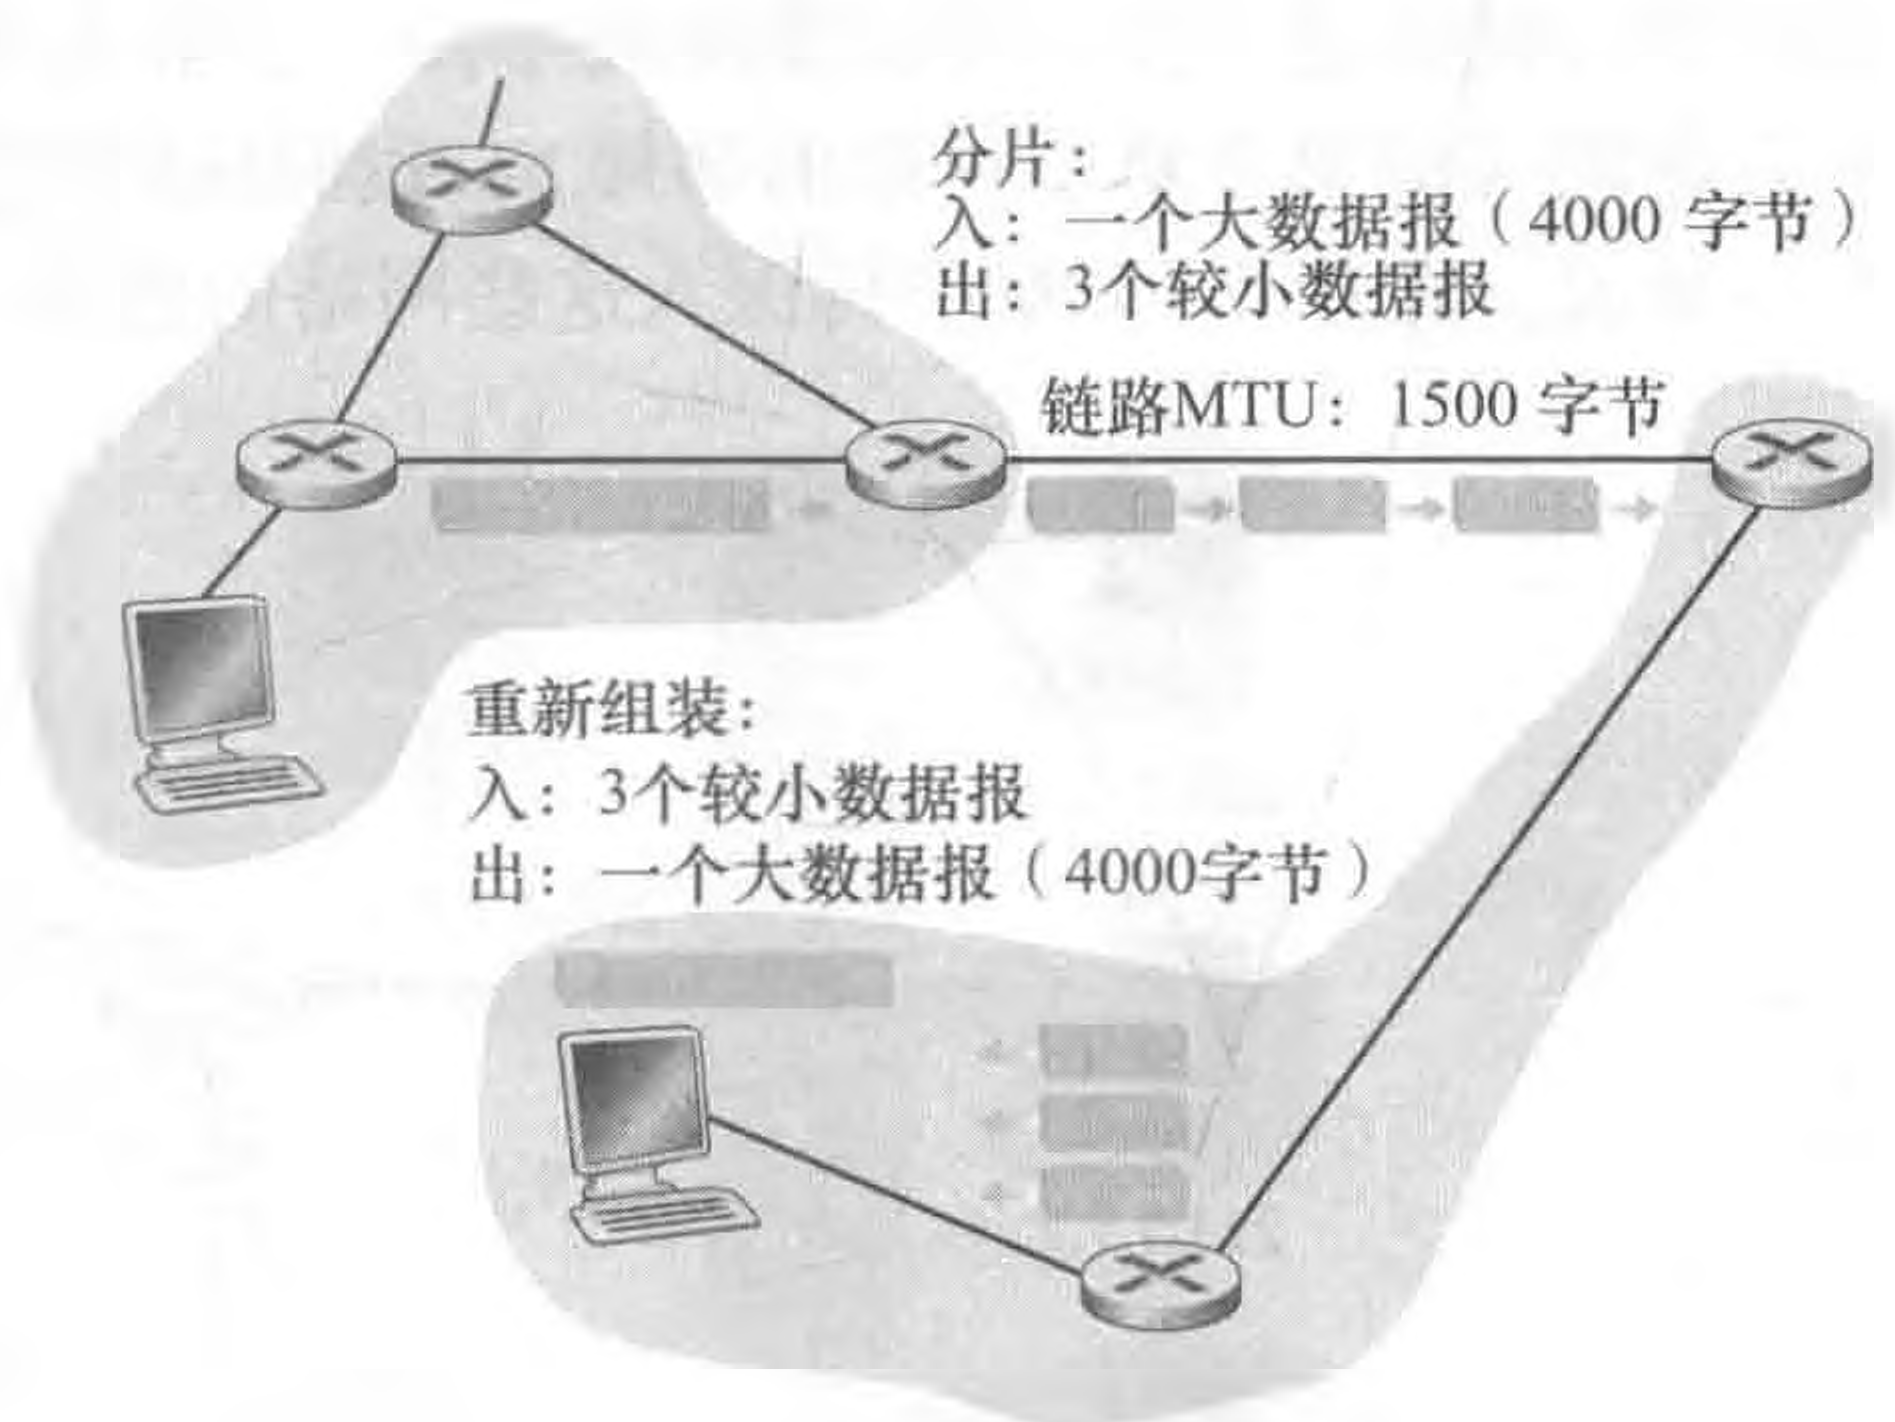 分片：
入：一个大数据报（4000 字节）
出：3个较小数据报
链路MTU：1500 字节
重新组装：
入：3个较小数据报
出：一个大数据报（4000字节）